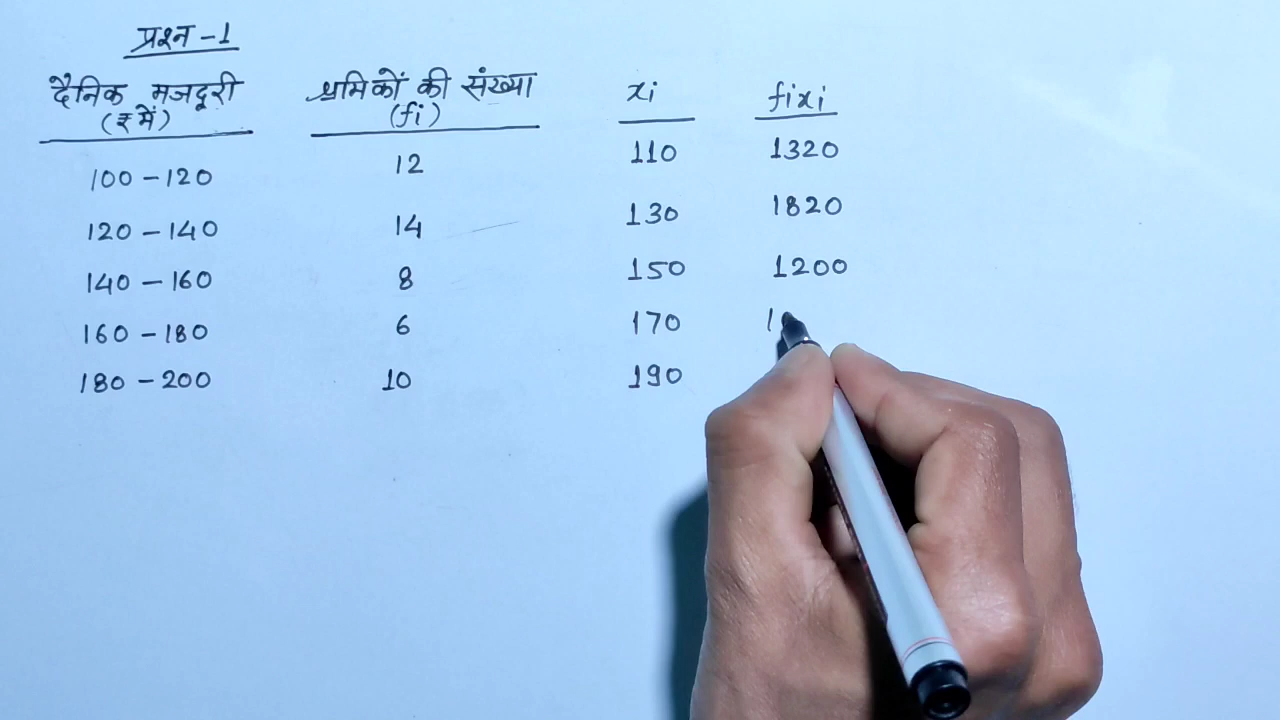 प्रश्न - 1
दैनिक मजदूरी (₹ में) श्रमिकों की संख्या (fi) xi fixi
100 - 120 12 110 1320
120 - 140 14 130 1820
140 - 160 8 150 1200
160 - 180 6 170 1
180 - 200 10 190